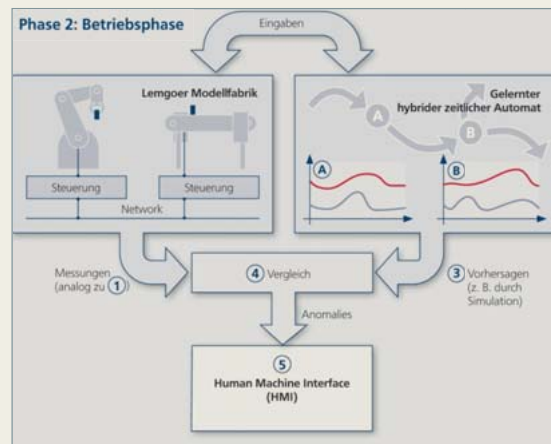 Phase 2: Betriebsphase
Eingaben
Lemgoer Modellfabrik
Steuerung
Steuerung
Network
Gelernter
hybrider zeitlicher Automat
A
B
A
B
Messungen
(analog zu 1)
4 Vergleich
3 Vorhersagen
(z. B. durch
Simulation)
Anomalies
5
Human Machine Interface
(HMI)